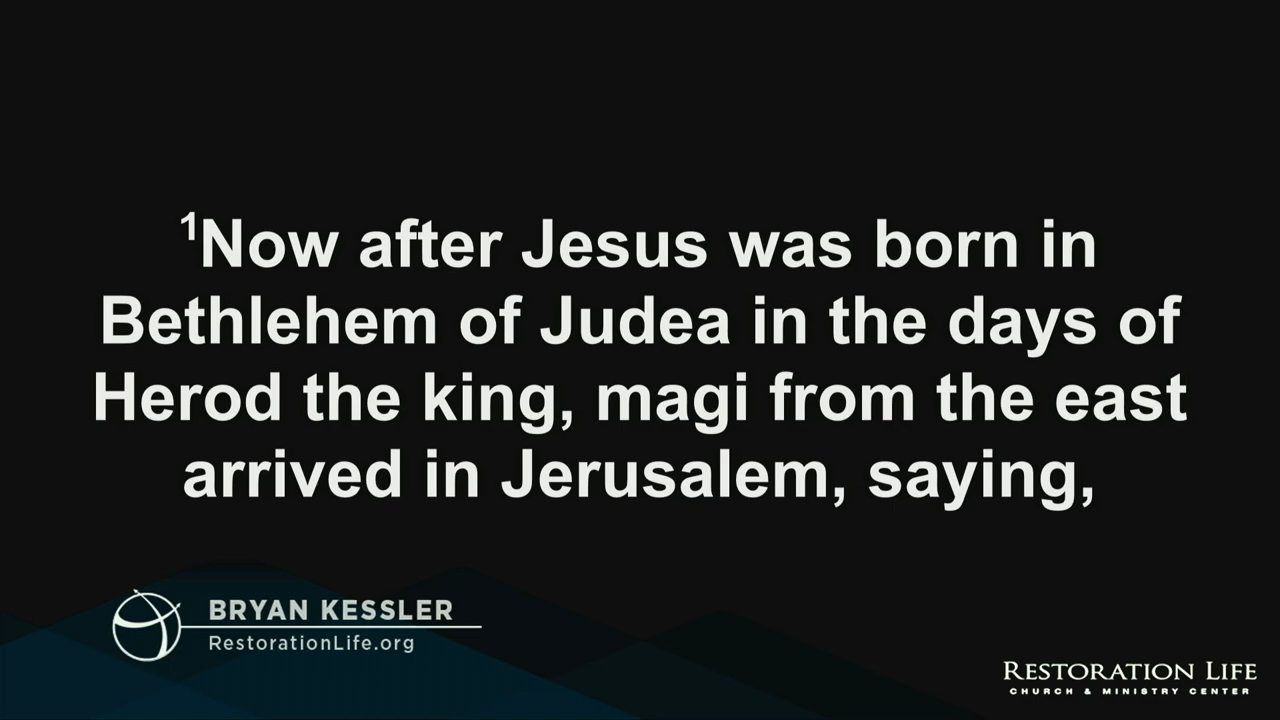 ¹Now after Jesus was born in
Bethlehem of Judea in the days of
Herod the king, magi from the east
arrived in Jerusalem, saying,
BRYAN KESSLER
RestorationLife.org
RESTORATION LIFE
CHURCH & MINISTRY CENTER